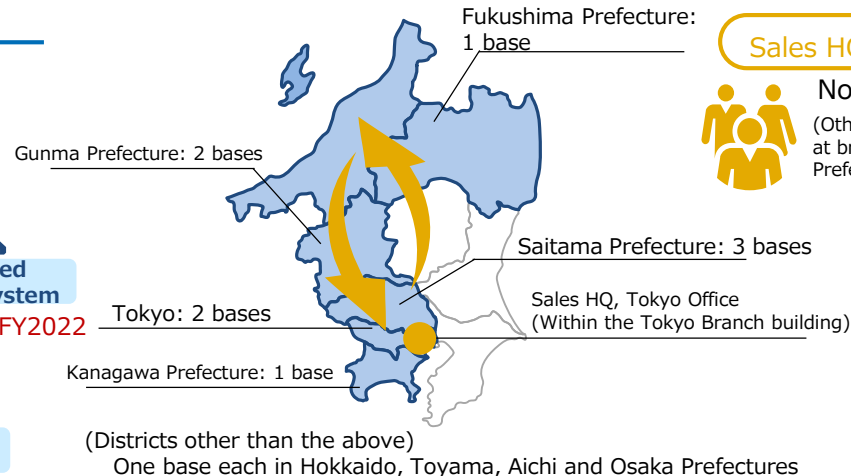 Fukushima Prefecture:
1 base
Sales HQ
No
(Oth
at br
Prefe
Gunma Prefecture: 2 bases
Saitama Prefecture: 3 bases
ed
ystem
FY2022
Tokyo: 2 bases
Sales HQ, Tokyo Office
(Within the Tokyo Branch building)
Kanagawa Prefecture: 1 base
(Districts other than the above)
One base each in Hokkaido, Toyama, Aichi and Osaka Prefectures